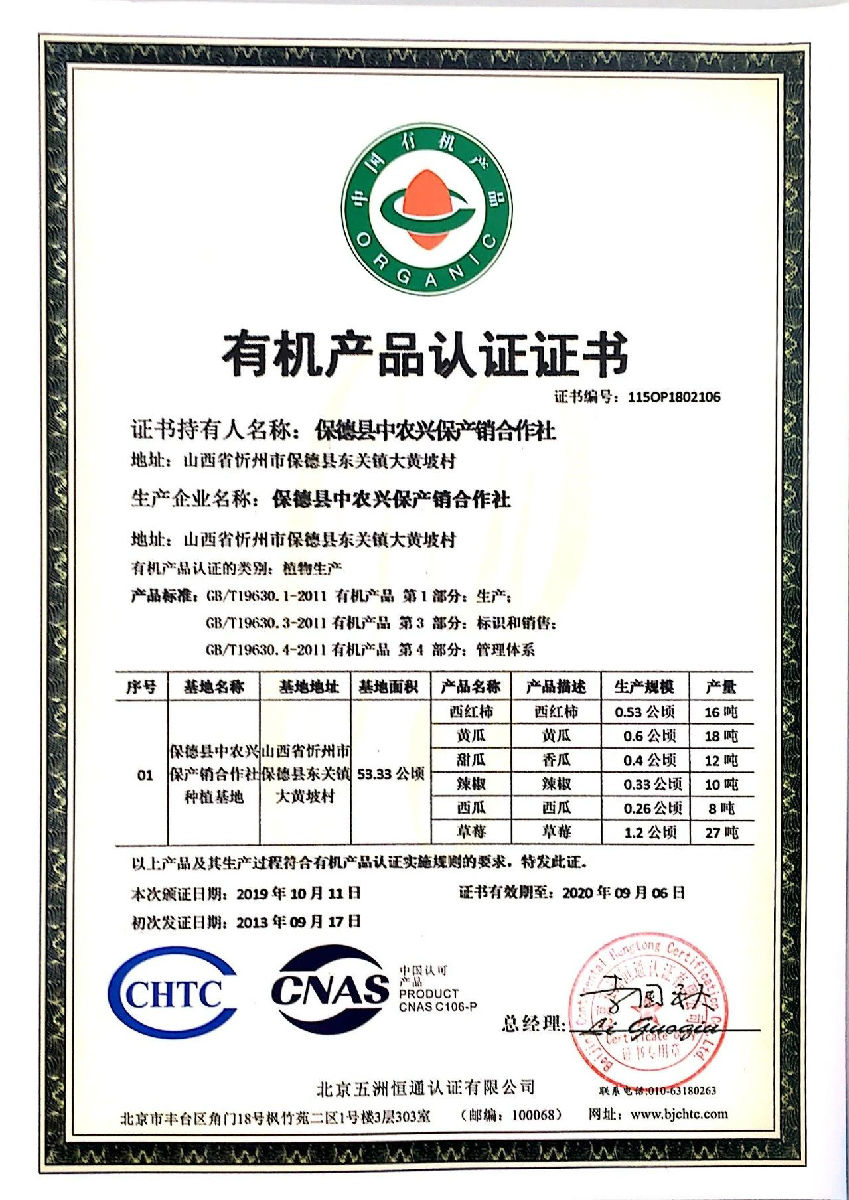 中国有机产品
ORGANIC
有机产品认证证书
证书编号：115OP1802106
证书持有人名称：保德县中农兴保产销合作社
地址：山西省忻州市保德县东关镇大黄坡村
生产企业名称：保德县中农兴保产销合作社
地址：山西省忻州市保德县东关镇大黄坡村
有机产品认证的类别：植物生产
产品标准：GB/T19630.1-2011 有机产品 第1部分：生产；
GB/T19630.3-2011 有机产品 第3 部分：标识和销售；
GB/T19630.4-2011 有机产品 第4 部分：管理体系
序号 基地名称 基地地址 基地面积 产品名称 产品描述 生产规模 产量
01 保德县中农兴保产销合作社种植基地 山西省忻州市保德县东关镇大黄坡村 53.33 公顷
西红柿 西红柿 0.53 公顷 16 吨
黄瓜 黄瓜 0.6 公顷 18 吨
甜瓜 香瓜 0.4 公顷 12 吨
辣椒 辣椒 0.33 公顷 10 吨
西瓜 西瓜 0.26 公顷 8 吨
草莓 草莓 1.2 公顷 27 吨
以上产品及其生产过程符合有机产品认证实施规则的要求，特发此证。
本次颁证日期：2019 年 10 月 11 日 证书有效期至：2020 年 09 月 06 日
初次发证日期：2013 年 09 月 17 日
CHTC
CNAS
中国认可
产品
PRODUCT
CNAS C106-P
总经理:
Li Guoqiu
证书专用章
北京五洲恒通认证有限公司 联系电话:010-63180263
北京市丰台区角门18号枫竹苑二区1号楼3层303室 （邮编：100068） 网址：www.bjchtc.com